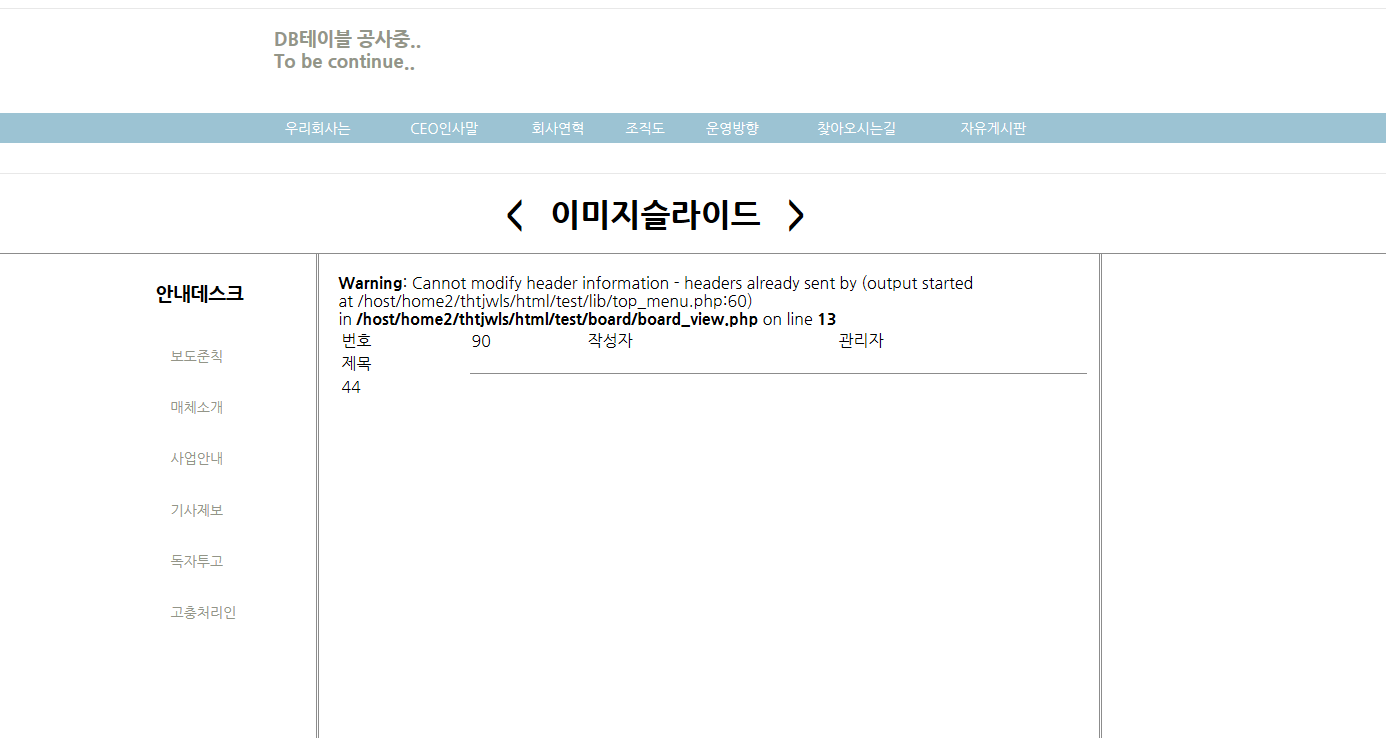 DB테이블 공사중..
To be continue..
우리회사는 CEO인사말 회사연혁 조직도 운영방향 찾아오시는길 자유게시판
< 이미지슬라이드 >
안내데스크
보도준칙
매체소개
사업안내
기사제보
독자투고
고충처리인
Warning: Cannot modify header information - headers already sent by (output started
at /host/home2/thtjwls/html/test/lib/top_menu.php:60)
in /host/home2/thtjwls/html/test/board/board_view.php on line 13
번호 90 작성자 관리자
제목
44